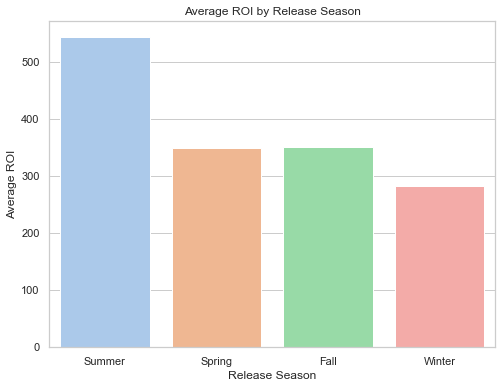 Average ROI by Release Season
Average ROI
500
400
300
200
100
0
Summer
Spring
Fall
Winter
Release Season